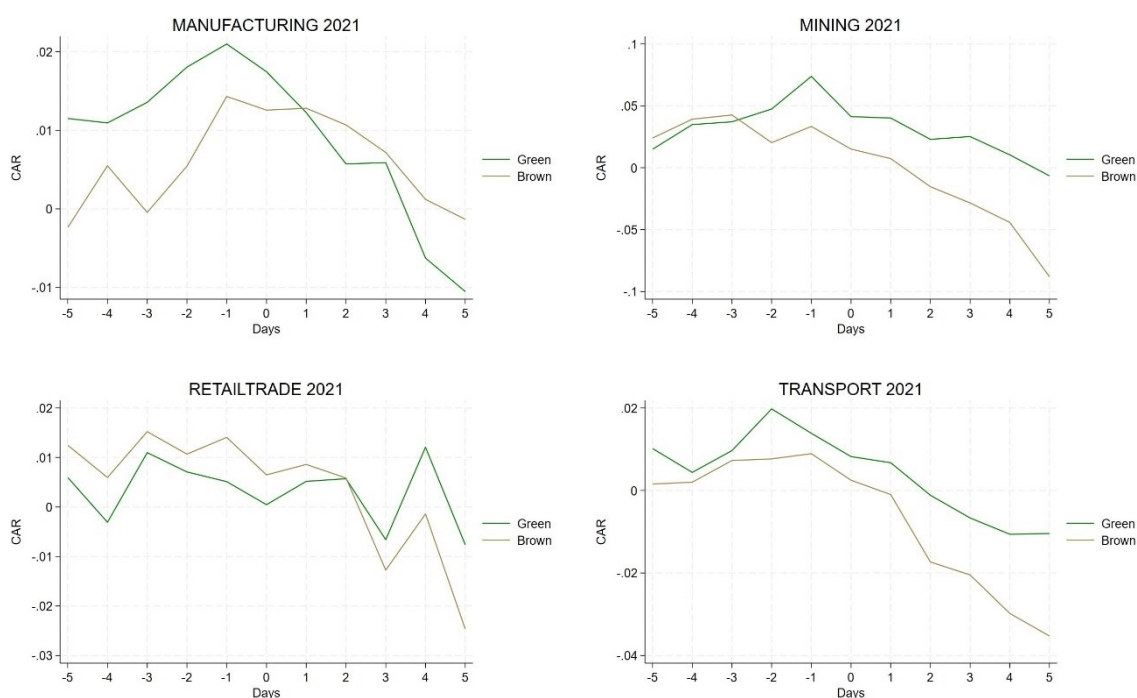 MANUFACTURING 2021
.02
.01
0
-.01
CAR
-5 -4 -3 -2 -1 0 1 2 3 4 5
Days
Green
Brown
MINING 2021
.1
.05
0
-.05
-.1
CAR
-5 -4 -3 -2 -1 0 1 2 3 4 5
Days
Green
Brown
RETAILTRADE 2021
.02
.01
0
-.01
-.02
-.03
CAR
-5 -4 -3 -2 -1 0 1 2 3 4 5
Days
Green
Brown
TRANSPORT 2021
.02
0
-.02
-.04
CAR
-5 -4 -3 -2 -1 0 1 2 3 4 5
Days
Green
Brown